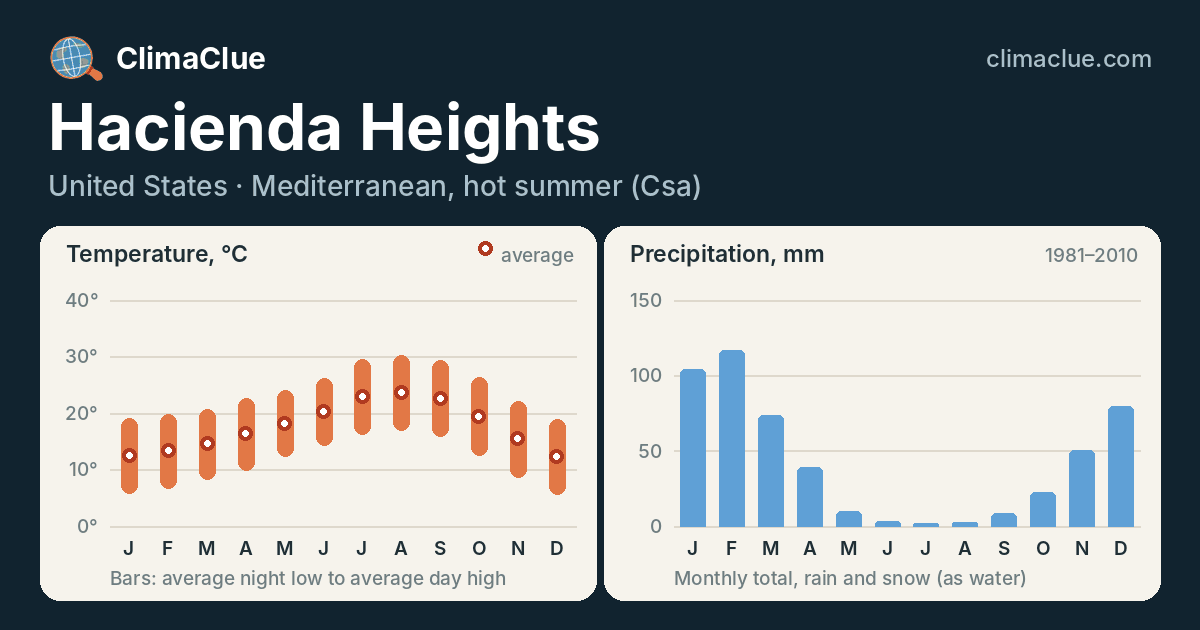 ClimaClue
climaclue.com
Hacienda Heights
United States · Mediterranean, hot summer (Csa)
Temperature, °C
average
40°
30°
20°
10°
0°
J F M A M J J A S O N D
Bars: average night low to average day high
Precipitation, mm
1981–2010
150
100
50
0
J F M A M J J A S O N D
Monthly total, rain and snow (as water)